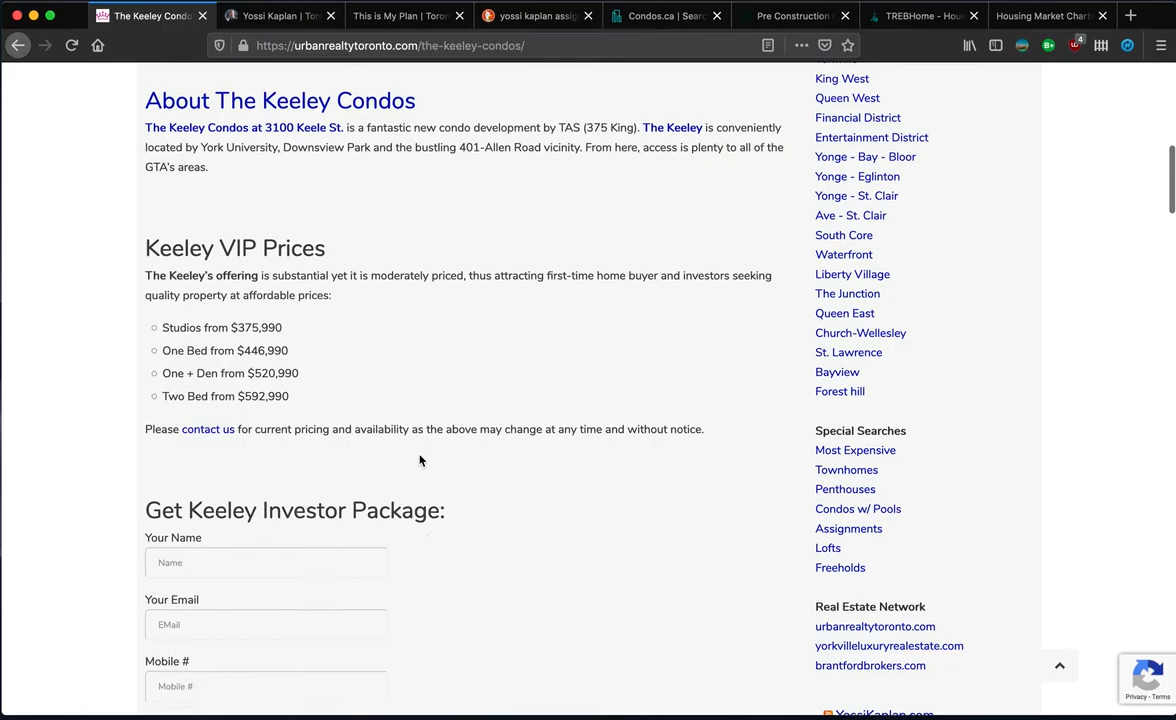 The Keeley Condo
Yossi Kaplan | Tor
This is My Plan | Toron
yossi kaplan assig
Condos.ca | Sear
Pre Construction
TREBHome - Hou
Housing Market Char
https://urbanrealtytoronto.com/the-keeley-condos/
4
About The Keeley Condos
The Keeley Condos at 3100 Keele St. is a fantastic new condo development by TAS (375 King). The Keeley is conveniently
located by York University, Downsview Park and the bustling 401-Allen Road vicinity. From here, access is plenty to all of the
GTA's areas.
Keeley VIP Prices
The Keeley's offering is substantial yet it is moderately priced, thus attracting first-time home buyer and investors seeking
quality property at affordable prices:
Studios from $375,990
One Bed from $446,990
One + Den from $520,990
Two Bed from $592,990
Please contact us for current pricing and availability as the above may change at any time and without notice.
Get Keeley Investor Package:
Your Name
Name
Your Email
EMail
Mobile #
Mobile #
King West
Queen West
Financial District
Entertainment District
Yonge - Bay - Bloor
Yonge - Eglinton
Yonge - St. Clair
Ave - St. Clair
South Core
Waterfront
Liberty Village
The Junction
Queen East
Church-Wellesley
St. Lawrence
Bayview
Forest hill
Special Searches
Most Expensive
Townhomes
Penthouses
Condos w/ Pools
Assignments
Lofts
Freeholds
Real Estate Network
urbanrealtytoronto.com
yorkvilleluxuryrealestate.com
brantfordbrokers.com
YossiKaplan.com
Privacy - Terms